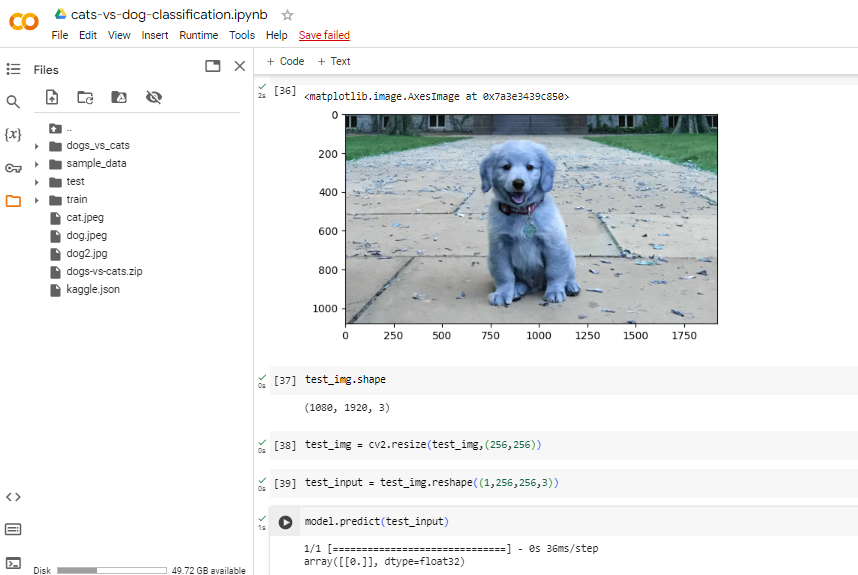 cats-vs-dog-classification.ipynb
File Edit View Insert Runtime Tools Help Save failed
Files
+ Code + Text
..
dogs_vs_cats
sample_data
test
train
cat.jpeg
dog.jpeg
dog2.jpg
dogs-vs-cats.zip
kaggle.json
{x}
<>
Disk 49.72 GB available
2s [36] <matplotlib.image.AxesImage at 0x7a3e3439c850>
0
200
400
600
800
1000
0 250 500 750 1000 1250 1500 1750
0s [37] test_img.shape
(1080, 1920, 3)
0s [38] test_img = cv2.resize(test_img,(256,256))
0s [39] test_input = test_img.reshape((1,256,256,3))
1s model.predict(test_input)
1/1 [==============================] - 0s 36ms/step
array([[0.]], dtype=float32)